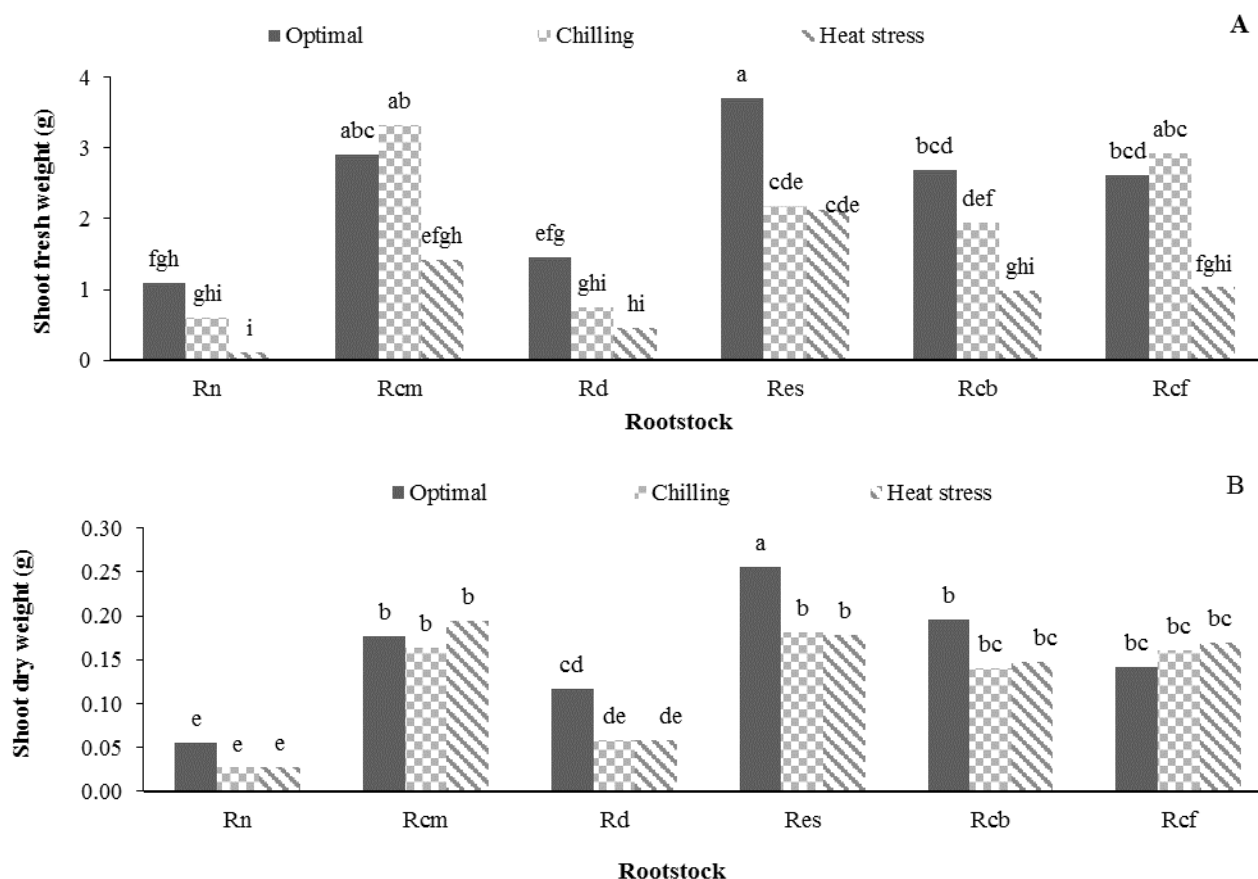 Optimal Chilling Heat stress A
Shoot fresh weight (g)
4
3
2
1
0
fgh ghi i abc ab efgh efg ghi hi a cde cde bcd def ghi bcd abc fghi
Rn Rcm Rd Res Rcb Rcf
Rootstock
Optimal Chilling Heat stress B
Shoot dry weight (g)
0.30
0.25
0.20
0.15
0.10
0.05
0.00
e e e b b b cd de de a b b b bc bc bc bc bc
Rn Rcm Rd Res Rcb Rcf
Rootstock